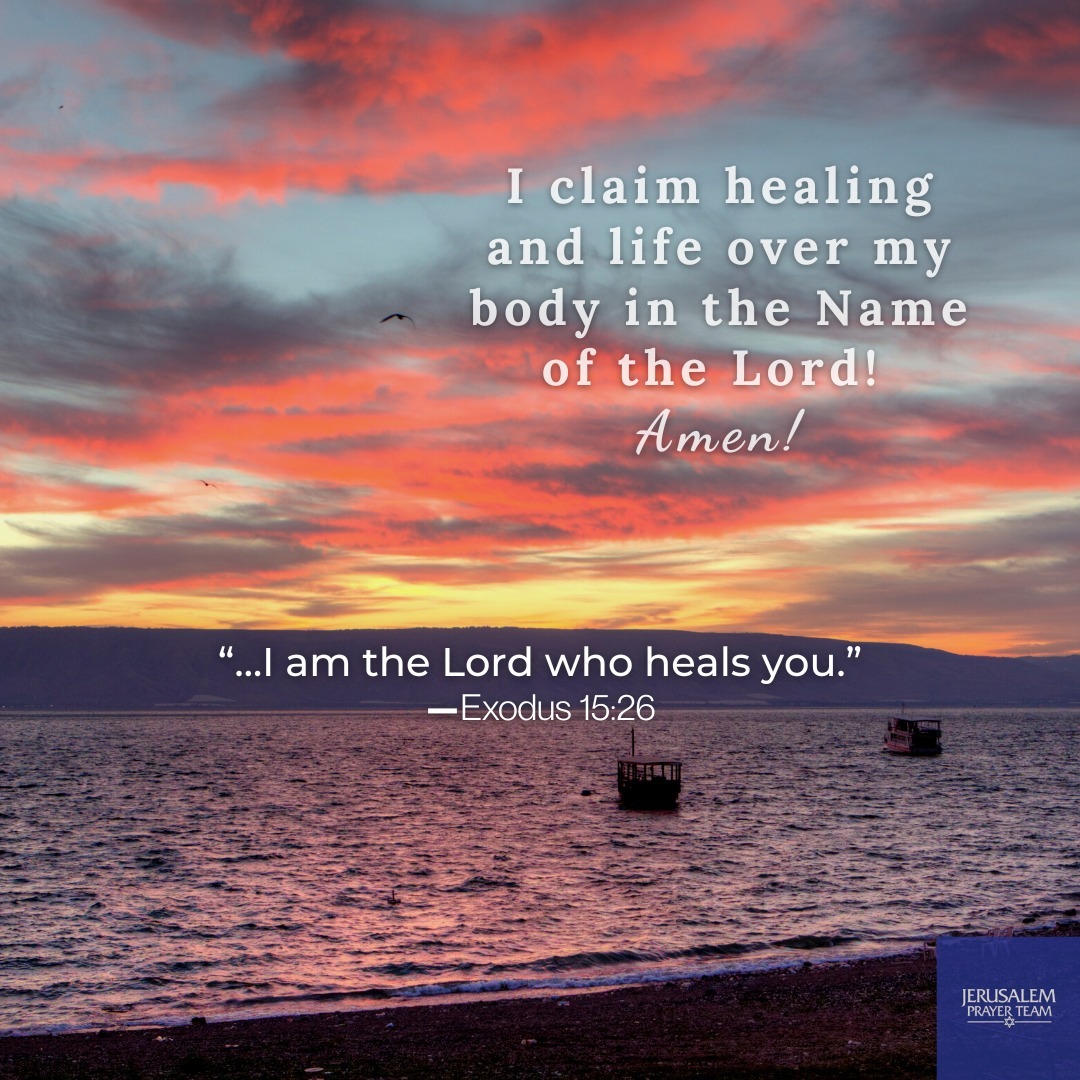 I claim healing
and life over my
body in the Name
of the Lord!
Amen!
“...I am the Lord who heals you.”
—Exodus 15:26
JERUSALEM
PRAYER TEAM